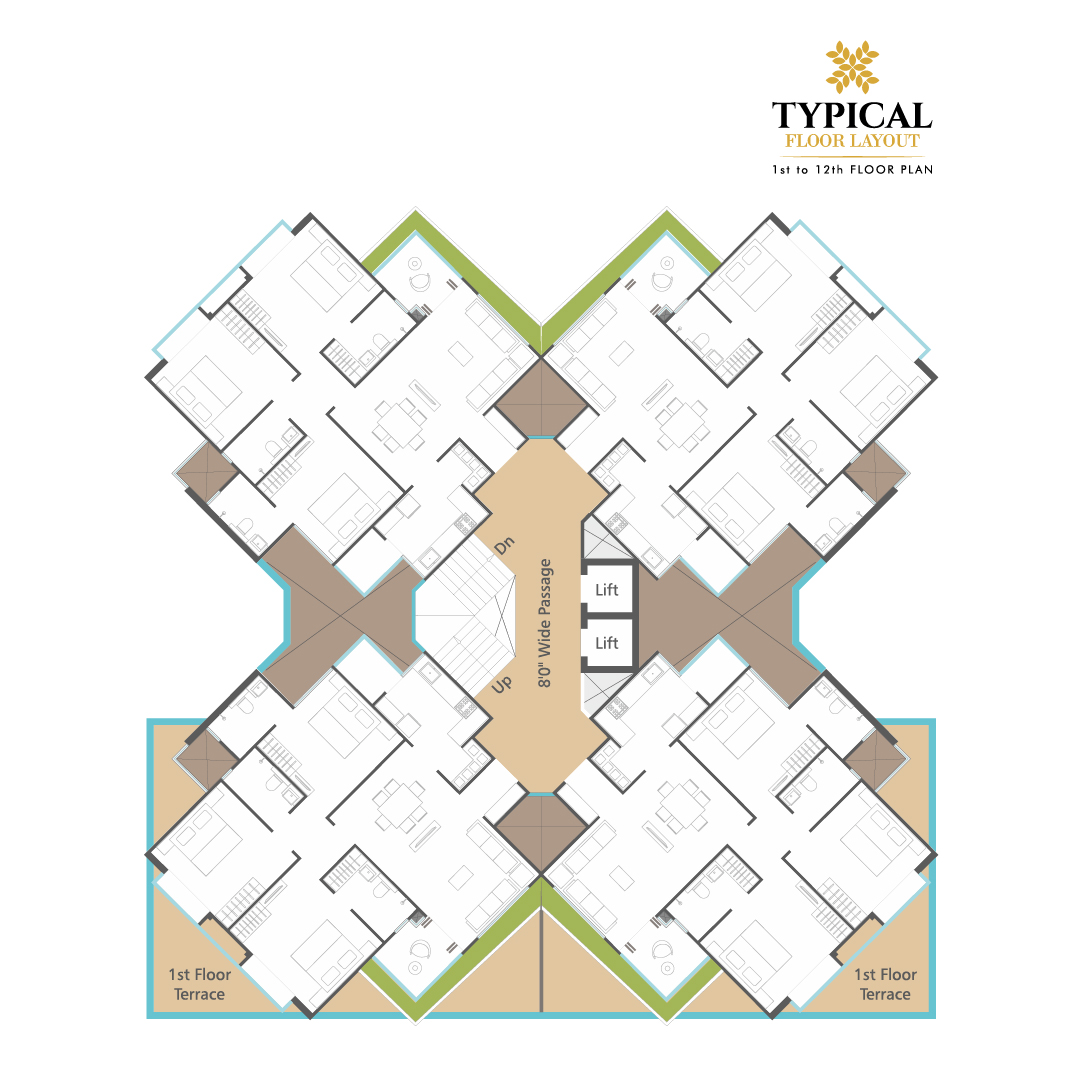 TYPICAL
FLOOR LAYOUT
1st to 12th FLOOR PLAN
Dn
8'0" Wide Passage
Lift
Lift
Up
1st Floor
Terrace
1st Floor
Terrace